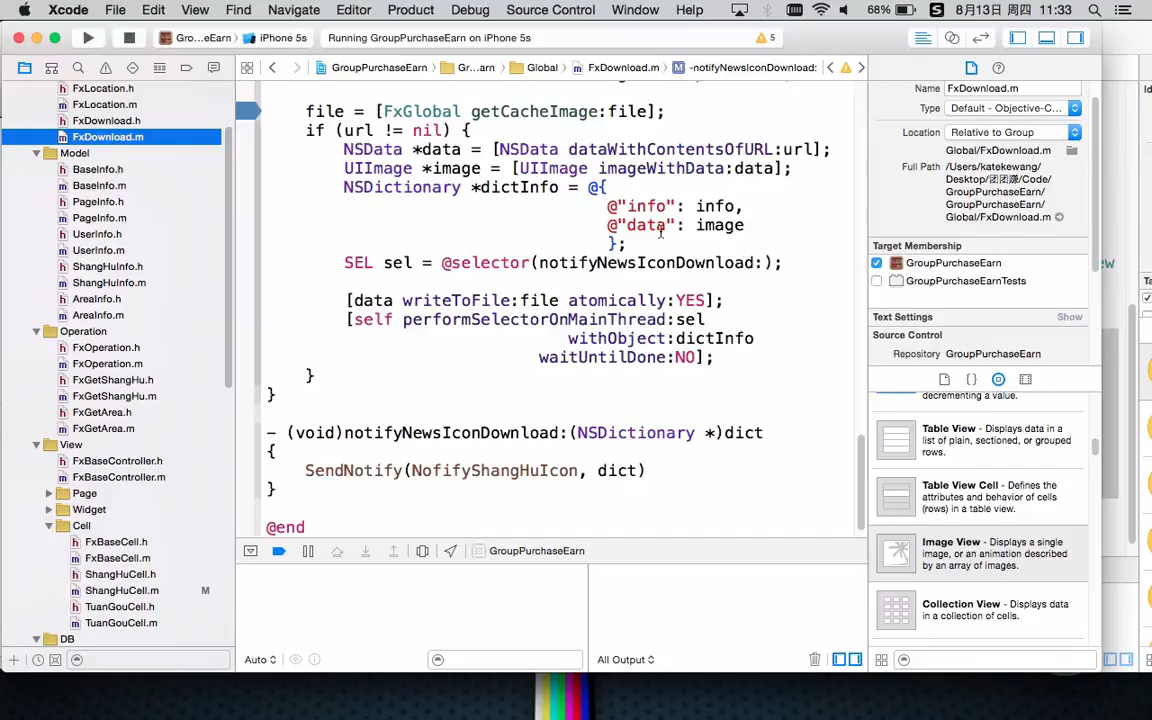 Xcode File Edit View Find Navigate Editor Product Debug Source Control Window Help 68% 8月13日 周四 11:33
Gro...eEarn iPhone 5s Running GroupPurchaseEarn on iPhone 5s 5
GroupPurchaseEarn Gr...arn Global FxDownload.m -notifyNewsIconDownload:
FxLocation.h
FxLocation.m
FxDownload.h
FxDownload.m
Model
BaseInfo.h
BaseInfo.m
PageInfo.h
PageInfo.m
UserInfo.h
UserInfo.m
ShangHuInfo.h
ShangHuInfo.m
AreaInfo.h
AreaInfo.m
Operation
FxOperation.h
FxOperation.m
FxGetShangHu.h
FxGetShangHu.m
FxGetArea.h
FxGetArea.m
View
FxBaseController.h
FxBaseController.m
Page
Widget
Cell
FxBaseCell.h
FxBaseCell.m
ShangHuCell.h
ShangHuCell.m M
TuanGouCell.h
TuanGouCell.m
DB
file = [FxGlobal getCacheImage:file];
if (url != nil) {
NSData *data = [NSData dataWithContentsOfURL:url];
UIImage *image = [UIImage imageWithData:data];
NSDictionary *dictInfo = @{
@"info": info,
@"data": image
};
SEL sel = @selector(notifyNewsIconDownload:);
[data writeToFile:file atomically:YES];
[self performSelectorOnMainThread:sel
withObject:dictInfo
waitUntilDone:NO];
}
}
- (void)notifyNewsIconDownload:(NSDictionary *)dict
{
SendNotify(NofifyShangHuIcon, dict)
}
@end
GroupPurchaseEarn
Auto All Output
Name FxDownload.m
Type Default - Objective-C...
Location Relative to Group
Global/FxDownload.m
Full Path /Users/katekewang/
Desktop/团团赚/Code/
GroupPurchaseEarn/
GroupPurchaseEarn/
Global/FxDownload.m
Target Membership
GroupPurchaseEarn
GroupPurchaseEarnTests
Text Settings Show
Source Control
Repository GroupPurchaseEarn
decrementing a value.
Table View - Displays data in a list of plain, sectioned, or grouped rows.
Table View Cell - Defines the attributes and behavior of cells (rows) in a table view.
Image View - Displays a single image, or an animation described by an array of images.
Collection View - Displays data in a collection of cells.